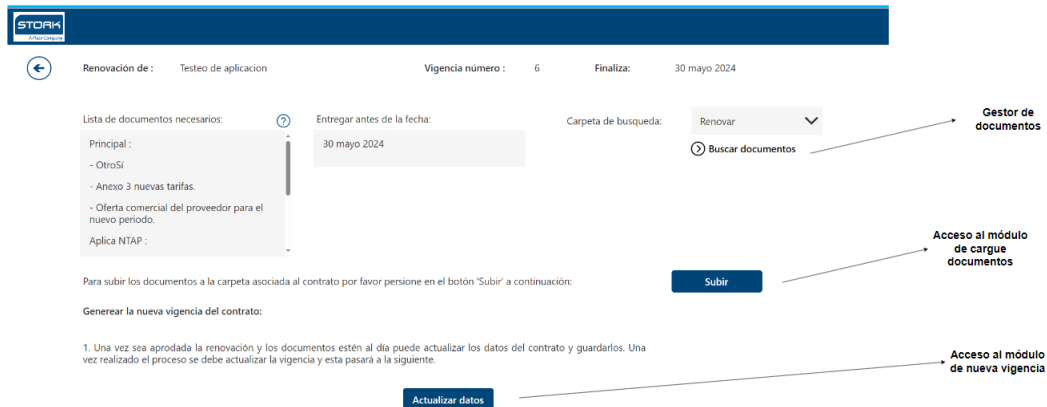 STORK
A Fluor Company
Renovación de : Testeo de aplicacion Vigencia número : 6 Finaliza: 30 mayo 2024
Lista de documentos necesarios: ? Entregar antes de la fecha: Carpeta de busqueda: Renovar
Gestor de
documentos
Principal :
30 mayo 2024
Buscar documentos
- OtroSí
- Anexo 3 nuevas tarifas.
- Oferta comercial del proveedor para el
nuevo periodo.
Aplica NTAP :
Acceso al módulo
de cargue
documentos
Para subir los documentos a la carpeta asociada al contrato por favor persione en el botón 'Subir' a continuación:
Subir
Generear la nueva vigencia del contrato:
1. Una vez sea aprodada la renovación y los documentos estén al día puede actualizar los datos del contrato y guardarlos. Una
vez realizado el proceso se debe actualizar la vigencia y esta pasará a la siguiente.
Acceso al módulo
de nueva vigencia
Actualizar datos